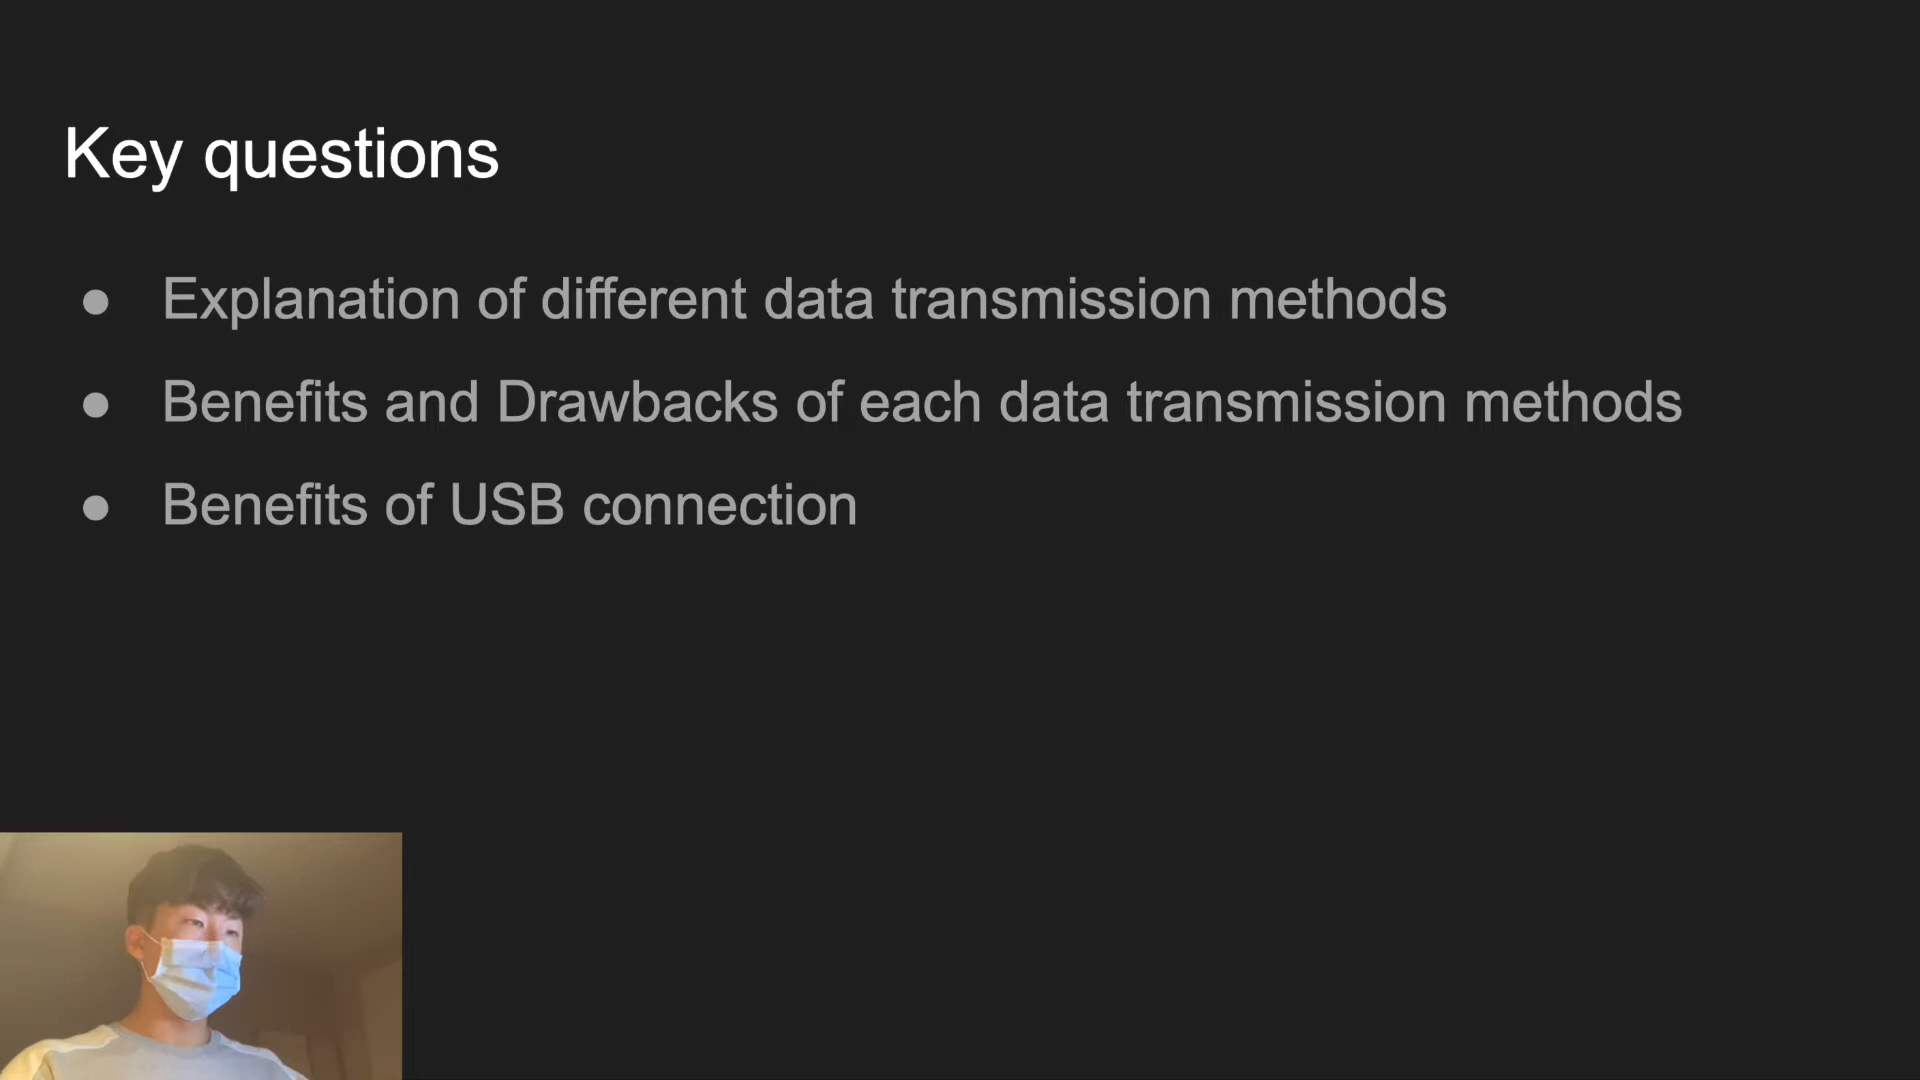 Key questions
● Explanation of different data transmission methods
● Benefits and Drawbacks of each data transmission methods
● Benefits of USB connection